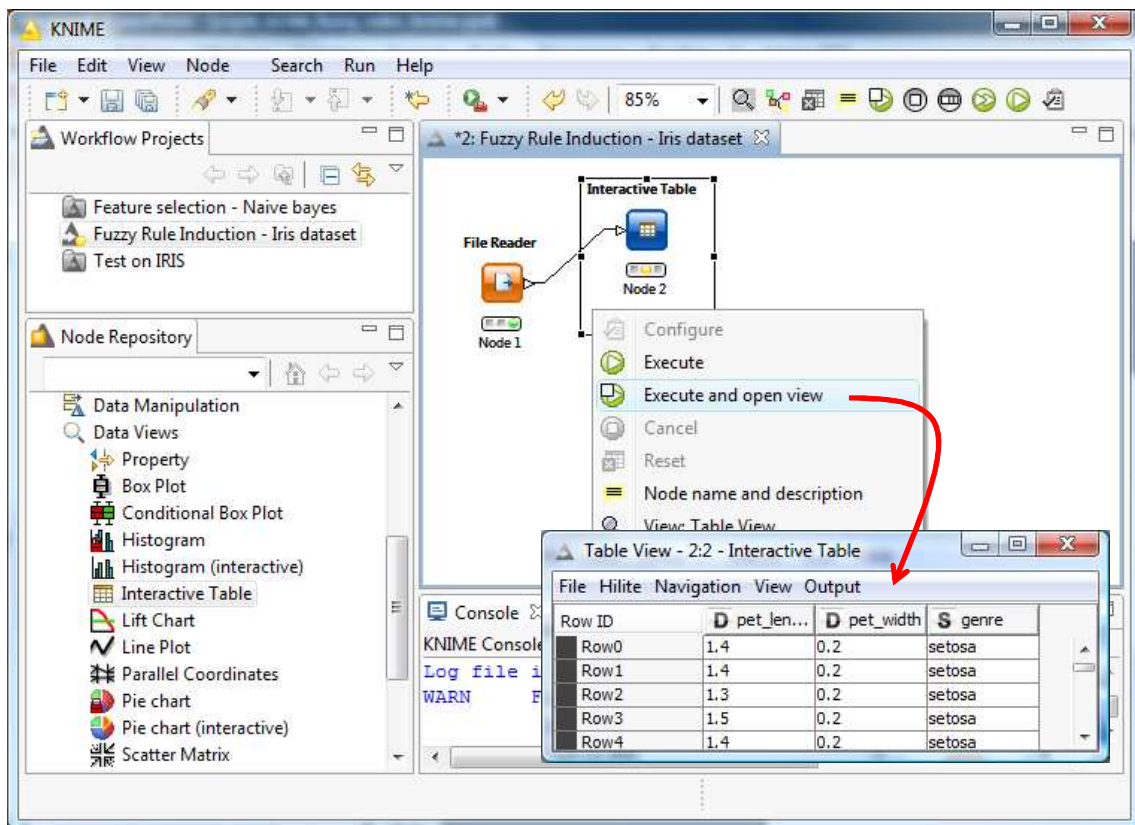 KNIME
File Edit View Node Search Run Help
85%
Workflow Projects
Feature selection - Naive bayes
Fuzzy Rule Induction - Iris dataset
Test on IRIS
Node Repository
Data Manipulation
Data Views
Property
Box Plot
Conditional Box Plot
Histogram
Histogram (interactive)
Interactive Table
Lift Chart
Line Plot
Parallel Coordinates
Pie chart
Pie chart (interactive)
Scatter Matrix
*2: Fuzzy Rule Induction - Iris dataset
Interactive Table
File Reader
Node 2
Node 1
Configure
Execute
Execute and open view
Cancel
Reset
Node name and description
View: Table View
Console
KNIME Console
Log file i
WARN F
Table View - 2:2 - Interactive Table
File Hilite Navigation View Output
Row ID D pet_len... D pet_width S genre
Row0 1.4 0.2 setosa
Row1 1.4 0.2 setosa
Row2 1.3 0.2 setosa
Row3 1.5 0.2 setosa
Row4 1.4 0.2 setosa